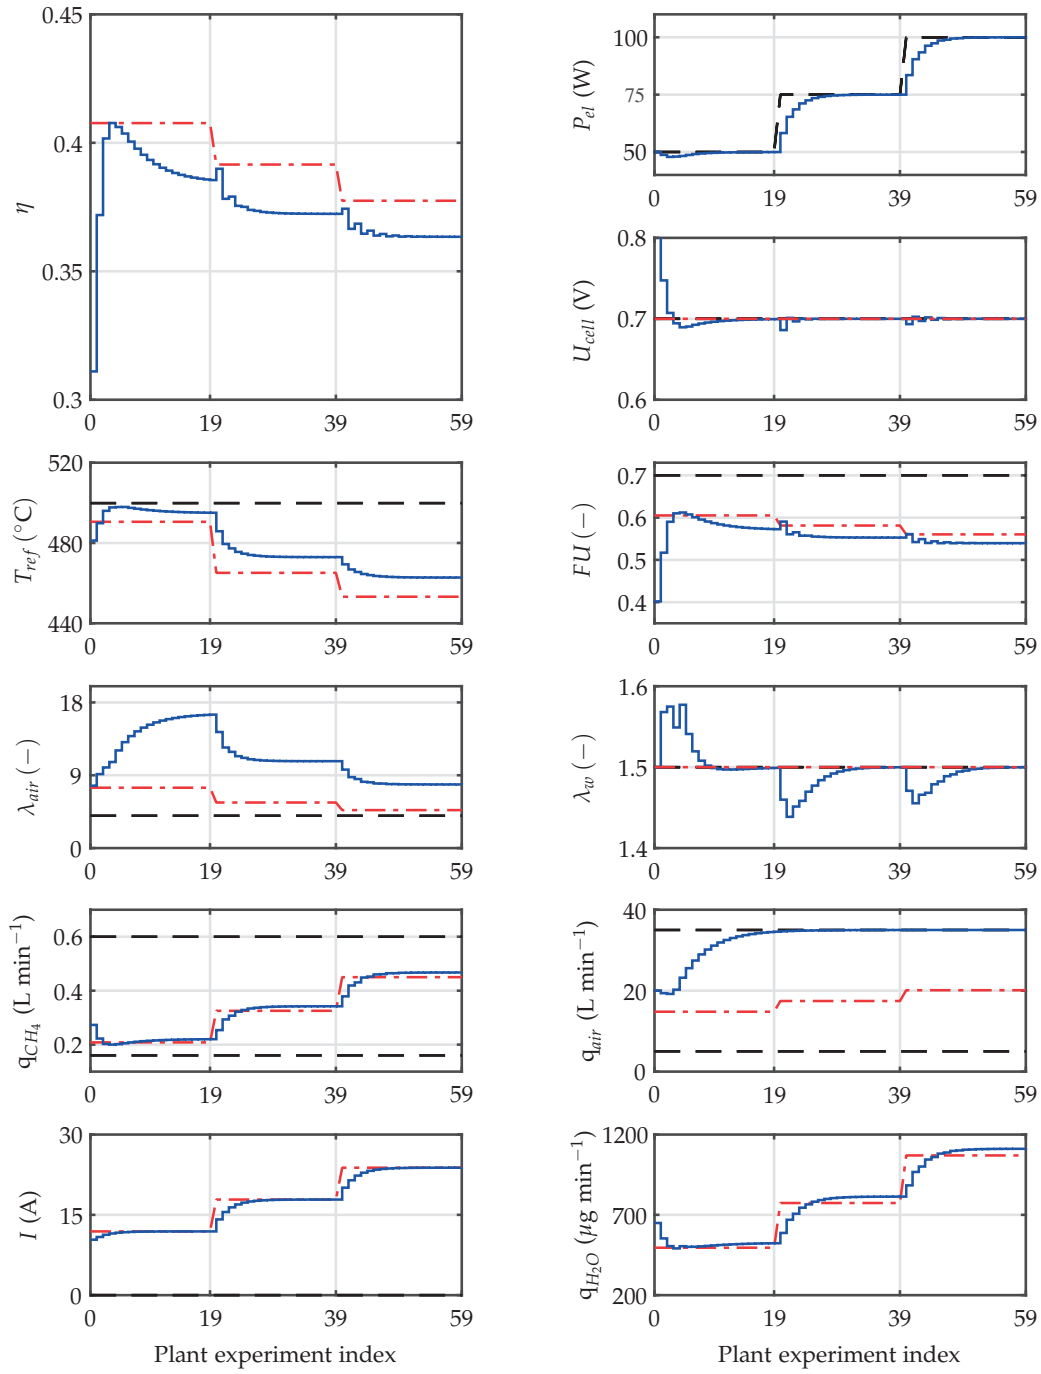 0.45
0.4
0.35
0.3
η
0 19 39 59
100
75
50
P_el (W)
0 19 39 59
0.8
0.7
0.6
U_cell (V)
0 19 39 59
520
480
440
T_ref (°C)
0 19 39 59
0.7
0.6
0.5
0.4
FU (−)
0 19 39 59
18
9
0
λ_air (−)
0 19 39 59
1.6
1.5
1.4
λ_w (−)
0 19 39 59
0.6
0.4
0.2
q_CH₄ (L min⁻¹)
0 19 39 59
40
20
0
q_air (L min⁻¹)
0 19 39 59
30
15
0
I (A)
0 19 39 59
Plant experiment index
1200
700
200
q_H₂O (μg min⁻¹)
0 19 39 59
Plant experiment index